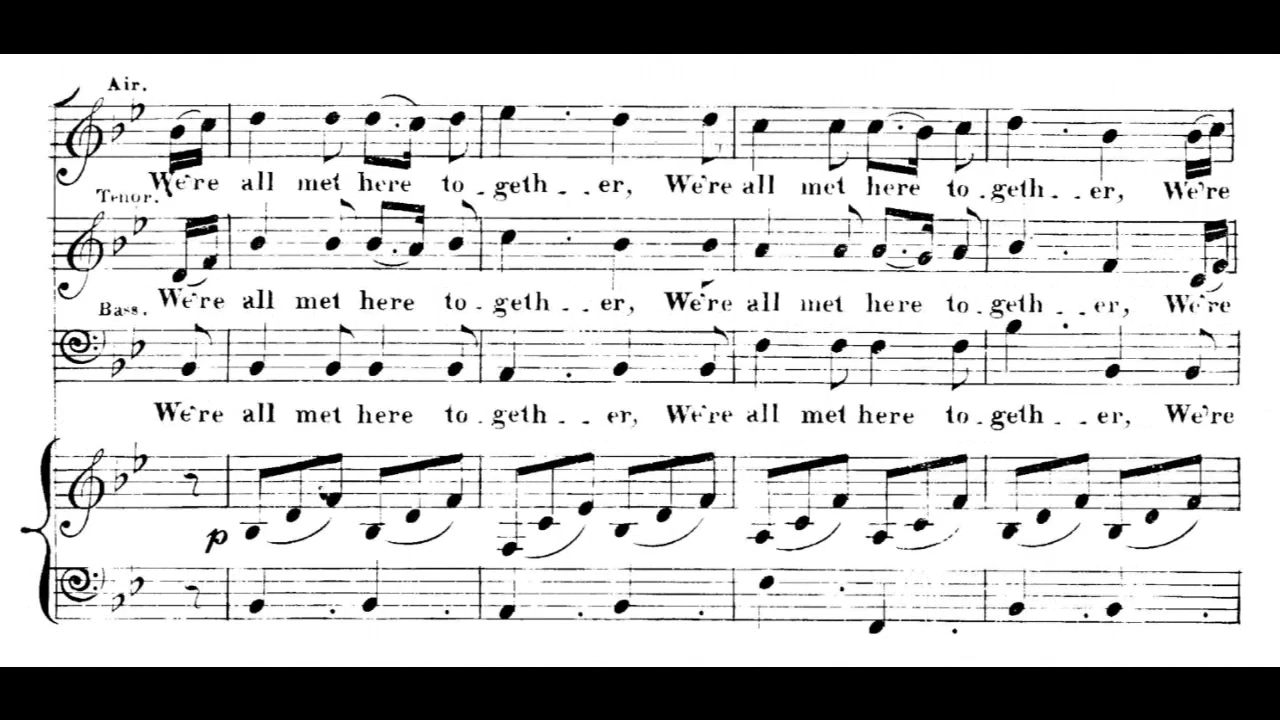 Air.
We're all met here to - geth - - er, We're all met here to - geth - - er, We're
Tenor.
We're all met here to - geth - - er, We're all met here to - geth - - er, We're
Bass.
We're all met here to - geth - - er, We're all met here to - geth - - er, We're
p